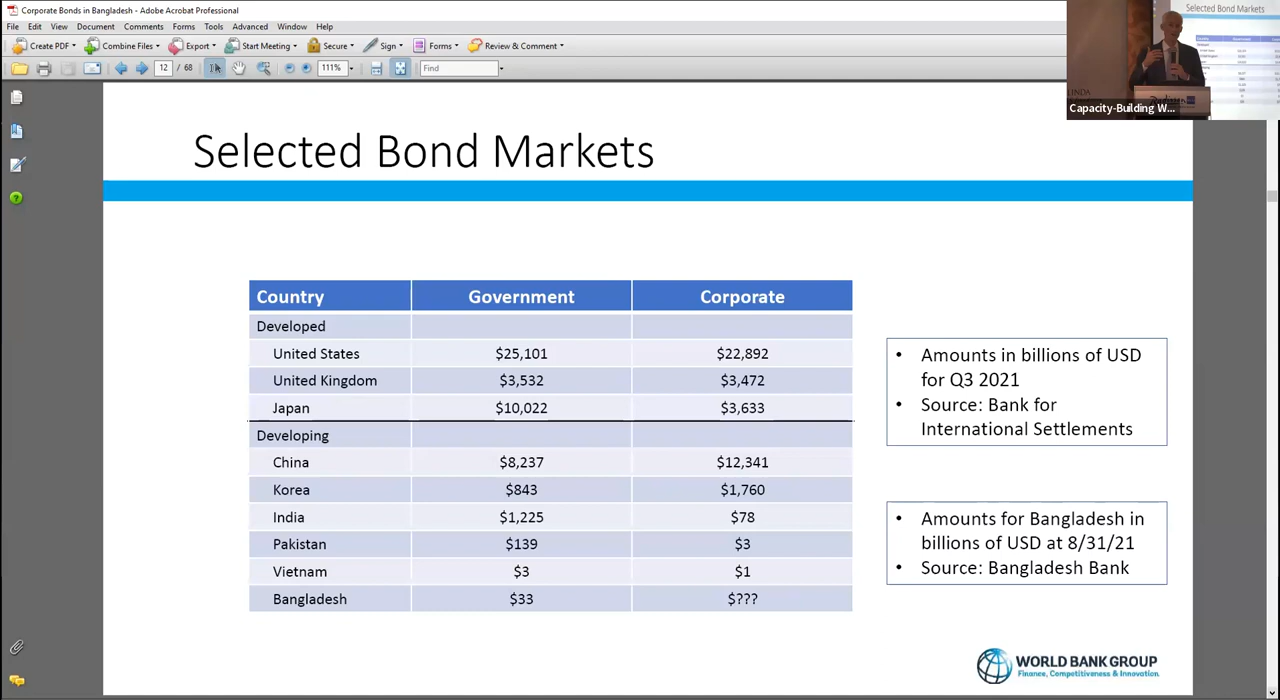 Corporate Bonds in Bangladesh - Adobe Acrobat Professional
File Edit View Document Comments Forms Tools Advanced Window Help
Create PDF Combine Files Export Start Meeting Secure Sign Forms Review & Comment
12 / 68 111% Find
Selected Bond Markets
Capacity-Building W...
Selected Bond Markets
Country Government Corporate
Developed
United States $25,101 $22,892
United Kingdom $3,532 $3,472
Japan $10,022 $3,633
Developing
China $8,237 $12,341
Korea $843 $1,760
India $1,225 $78
Pakistan $139 $3
Vietnam $3 $1
Bangladesh $33 $???
• Amounts in billions of USD
for Q3 2021
• Source: Bank for
International Settlements
• Amounts for Bangladesh in
billions of USD at 8/31/21
• Source: Bangladesh Bank
WORLD BANK GROUP
Finance, Competitiveness & Innovation